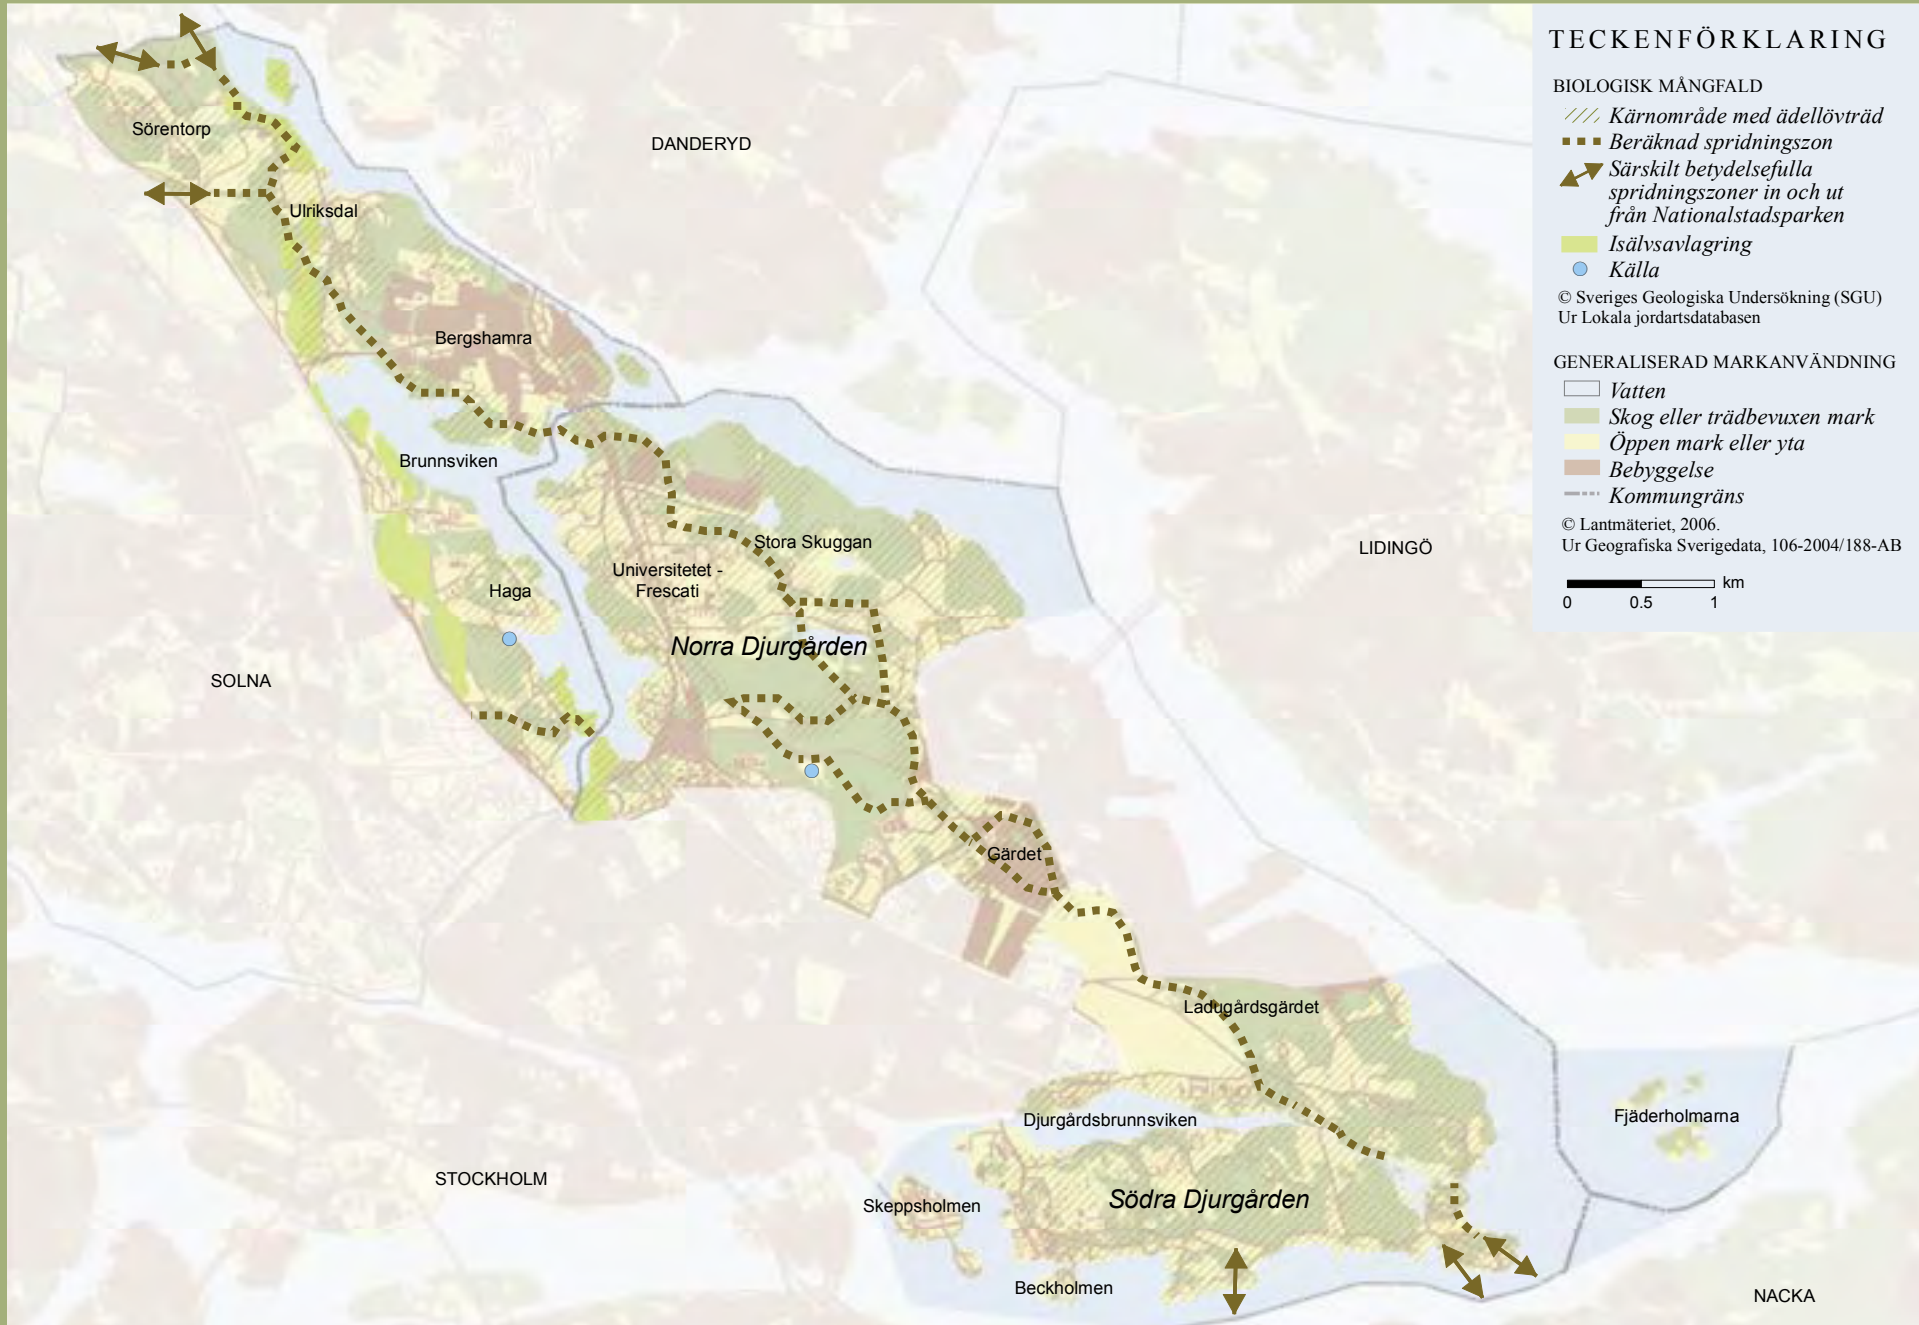 TECKENFÖRKLARING
BIOLOGISK MÅNGFALD
Kärnområde med ädellövträd
Beräknad spridningszon
Särskilt betydelsefulla
spridningszoner in och ut
från Nationalstadsparken
Isälvsavlagring
Källa
© Sveriges Geologiska Undersökning (SGU)
Ur Lokala jordartsdatabasen
GENERALISERAD MARKANVÄNDNING
Vatten
Skog eller trädbevuxen mark
Öppen mark eller yta
Bebyggelse
Kommungräns
© Lantmäteriet, 2006.
Ur Geografiska Sverigedata, 106-2004/188-AB
km
0 0.5 1
Sörentorp
DANDERYD
Ulriksdal
Bergshamra
Brunnsviken
Stora Skuggan
LIDINGÖ
Universitetet -
Frescati
Haga
Norra Djurgården
SOLNA
Gärdet
Ladugårdsgärdet
Djurgårdsbrunnsviken
Fjäderholmarna
STOCKHOLM
Skeppsholmen
Södra Djurgården
Beckholmen
NACKA